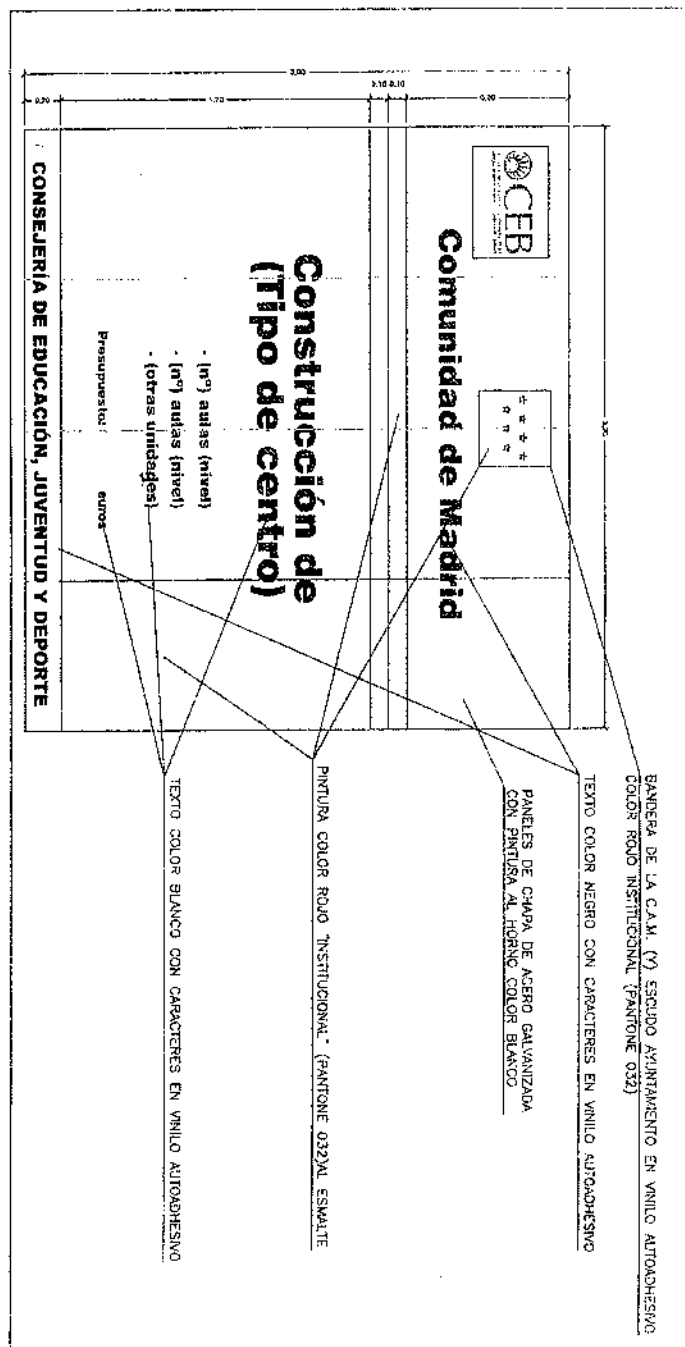 CEB
Comunidad de Madrid
Construcción de
(Tipo de centro)
- (nº) aulas (nivel)
- (nº) aulas (nivel)
- (otras unidades)
Presupuesto: euros
CONSEJERÍA DE EDUCACIÓN, JUVENTUD Y DEPORTE
BANDERA DE LA C.A.M. (Y) ESCUDO AYUNTAMIENTO EN VINILO AUTOADHESIVO
COLOR ROJO INSTITUCIONAL (PANTONE 032)
TEXTO COLOR NEGRO CON CARACTERES EN VINILO AUTOADHESIVO
PANELES DE CHAPA DE ACERO GALVANIZADA
CON PINTURA AL HORNO COLOR BLANCO
PINTURA COLOR ROJO "INSTITUCIONAL" (PANTONE 032)AL ESMALTE
TEXTO COLOR BLANCO CON CARACTERES EN VINILO AUTOADHESIVO
0.10
0.10